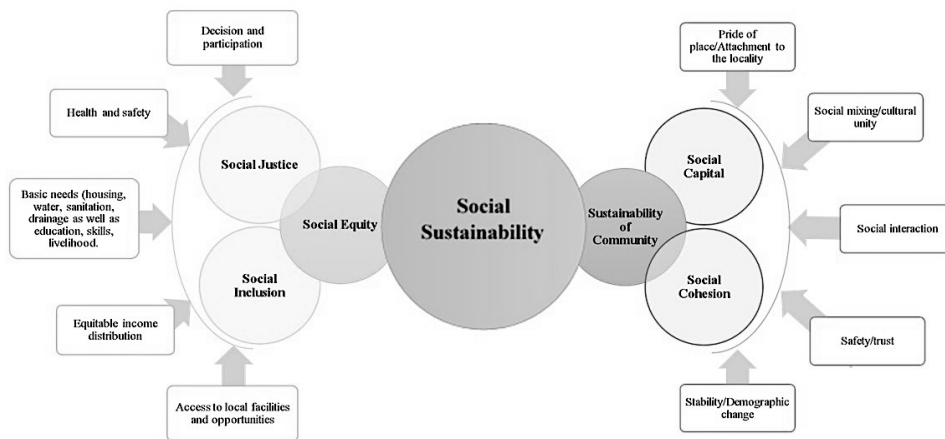 Decision and
participation
Health and safety
Basic needs (housing,
water, sanitation,
drainage as well as
education, skills,
livelihood.
Equitable income
distribution
Access to local facilities
and opportunities
Social Justice
Social
Inclusion
Social Equity
Social
Sustainability
Sustainability
of
Community
Social
Capital
Social
Cohesion
Pride of
place/Attachment to
the locality
Social mixing/cultural
unity
Social interaction
Safety/trust
Stability/Demographic
change